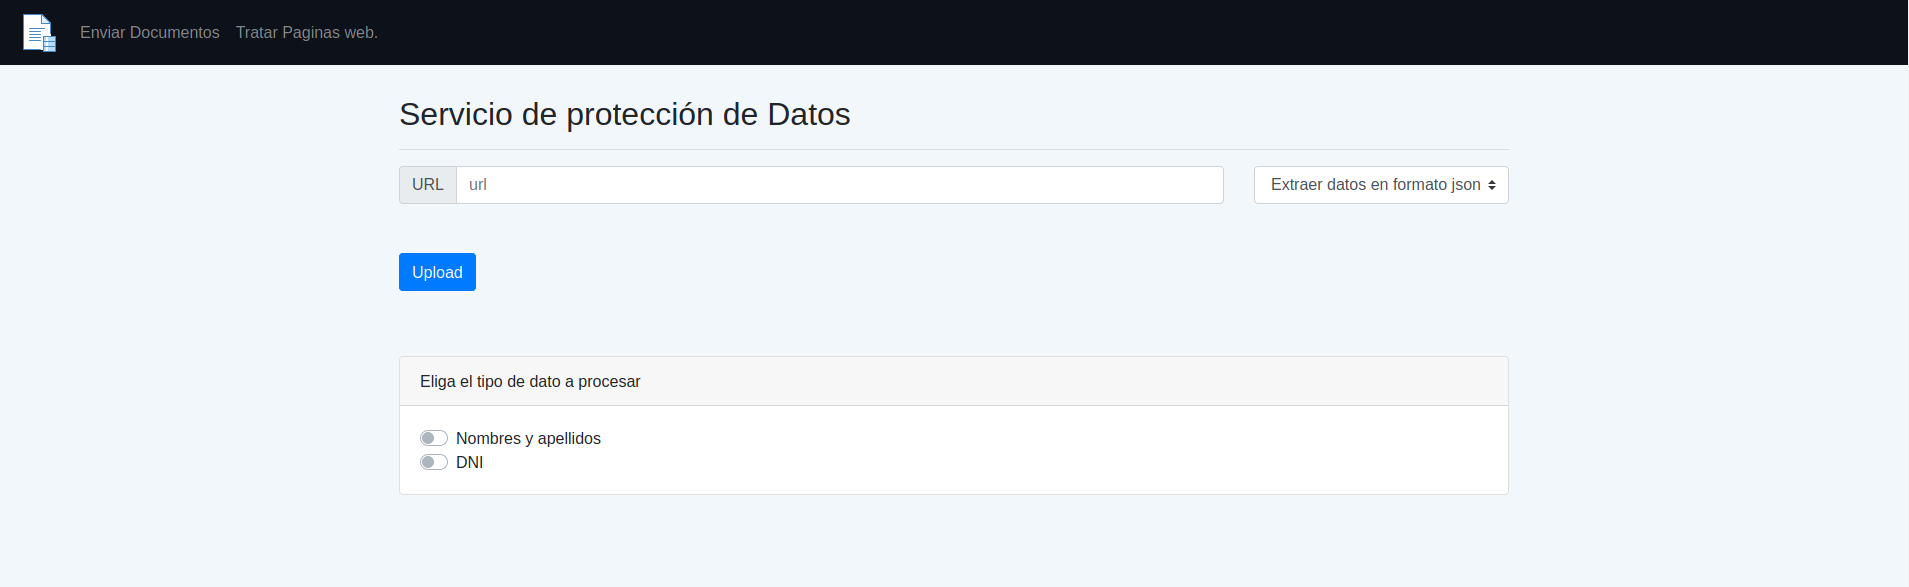 Enviar Documentos Tratar Paginas web.
Servicio de protección de Datos
URL url Extraer datos en formato json
Upload
Eliga el tipo de dato a procesar
Nombres y apellidos
DNI